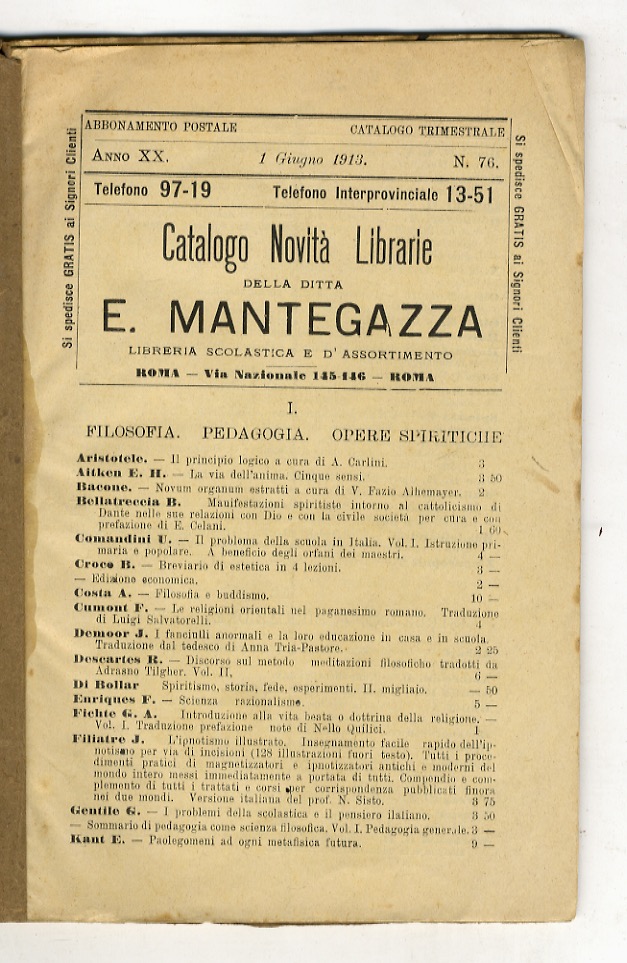 ABBONAMENTO POSTALE CATALOGO TRIMESTRALE
ANNO XX. 1 Giugno 1913. N. 76.
Telefono 97-19 Telefono Interprovinciale 13-51
Si spedisce GRATIS ai Signori Clienti
Si spedisce GRATIS ai Signori Clienti
Catalogo Novità Librarie
DELLA DITTA
E. MANTEGAZZA
LIBRERIA SCOLASTICA E D' ASSORTIMENTO
ROMA — Via Nazionale 145-146 — ROMA
I.
FILOSOFIA. PEDAGOGIA. OPERE SPIRITICHE
Aristotele. — Il principio logico a cura di A. Carlini. 3
Aitken E. H. — La via dell'anima. Cinque sensi. 3 50
Bacone. — Novum organum estratti a cura di V. Fazio Alhemayer. 2
Bellatreccia B. Manifestazioni spiritiste intorno al cattolicismo di
Dante nelle sue relazioni con Dio e con la civile società per cura e con
prefazione di E. Celani. 1 60
Comandini U. — Il problema della scuola in Italia. Vol. I. Istruzione pri-
maria e popolare. A beneficio degli orfani dei maestri. 4 —
Croce B. — Breviario di estetica in 4 lezioni. 3 —
— Edizione economica. 2 —
Costa A. — Filosofia e buddismo. 10 —
Cumont F. — Le religioni orientali nel paganesimo romano. Traduzione
di Luigi Salvatorelli. 4
Demoor J. I fanciulli anormali e la loro educazione in casa e in scuola.
Traduzione dal tedesco di Anna Tria-Pastore. 2 25
Descartes R. — Discorso sul metodo meditazioni filosofiche tradotti da
Adrasno Tilgher. Vol. II. 6 —
Di Bollar Spiritismo, storia, fede, esperimenti. II. migliaio. — 50
Enriques F. — Scienza razionalismo. 5 —
Fichte G. A. Introduzione alla vita beata o dottrina della religione. —
Vol. I. Traduzione prefazione note di Nello Quilici. 1
Filiatre J. L'ipnotismo illustrato. Insegnamento facile rapido dell'ip-
notismo per via di incisioni (128 illustrazioni fuori testo). Tutti i proce-
dimenti pratici di magnetizzatori e ipnotizzatori antichi e moderni del
mondo intero messi immediatamente a portata di tutti. Compendio e com-
plemento di tutti i trattati e corsi per corrispondenza pubblicati finora
nei due mondi. Versione italiana del prof. N. Sisto. 3 75
Gentile G. — I problemi della scolastica e il pensiero italiano. 3 50
— Sommario di pedagogia come scienza filosofica. Vol. I. Pedagogia generale. 3 —
Kant E. — Paolegomeni ad ogni metafisica futura. 9 —